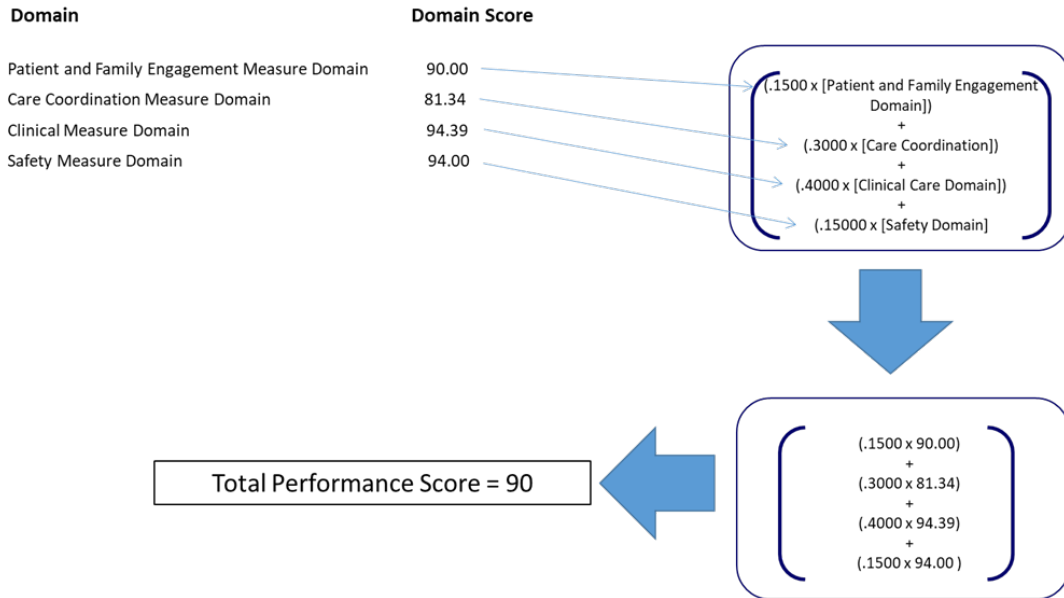 Domain Domain Score
Patient and Family Engagement Measure Domain 90.00
Care Coordination Measure Domain 81.34
Clinical Measure Domain 94.39
Safety Measure Domain 94.00
(.1500 x [Patient and Family Engagement
Domain])
+
(.3000 x [Care Coordination])
+
(.4000 x [Clinical Care Domain])
+
(.15000 x [Safety Domain]
(.1500 x 90.00)
+
(.3000 x 81.34)
+
(.4000 x 94.39)
+
(.1500 x 94.00 )
Total Performance Score = 90